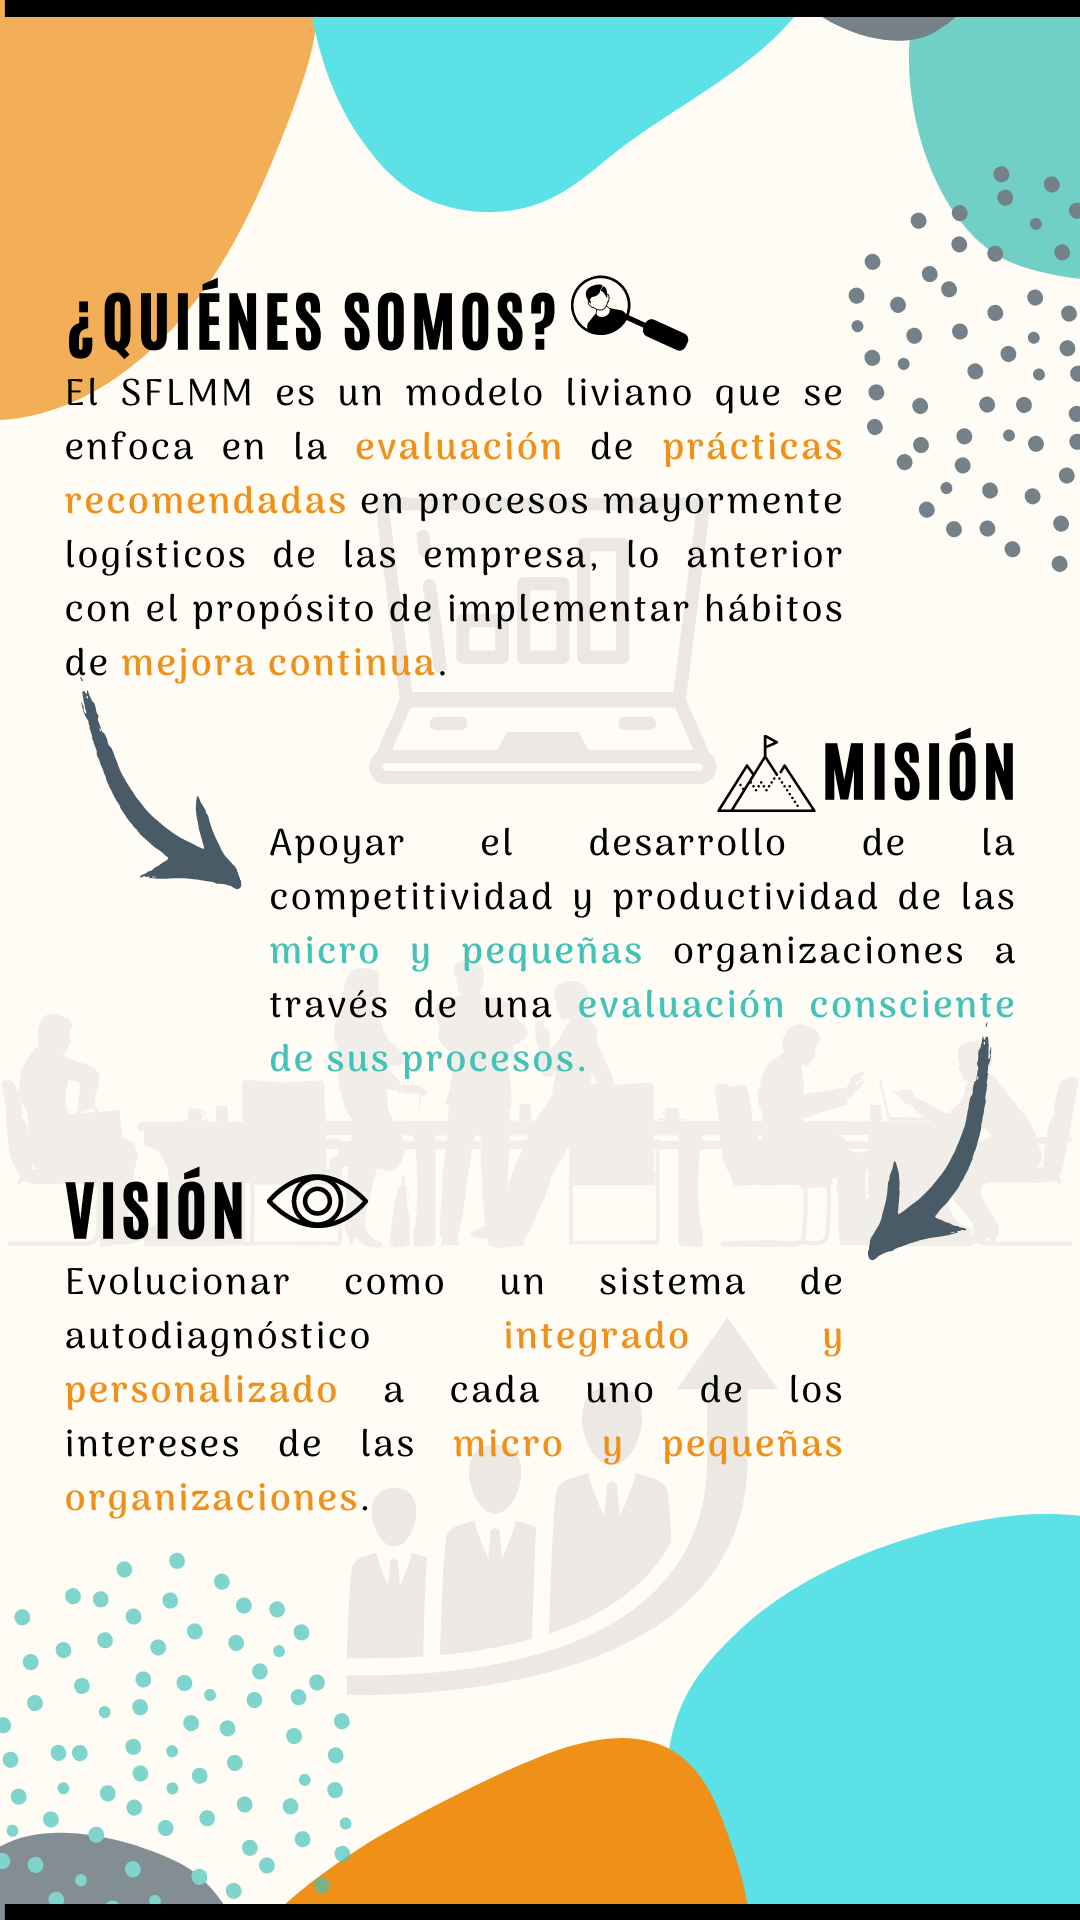 ¿QUIÉNES SOMOS?
El SFLMM es un modelo liviano que se
enfoca en la evaluación de prácticas
recomendadas en procesos mayormente
logísticos de las empresa, lo anterior
con el propósito de implementar hábitos
de mejora continua.
MISIÓN
Apoyar el desarrollo de la
competitividad y productividad de las
micro y pequeñas organizaciones a
través de una evaluación consciente
de sus procesos.
VISIÓN
Evolucionar como un sistema de
autodiagnóstico integrado y
personalizado a cada uno de los
intereses de las micro y pequeñas
organizaciones.